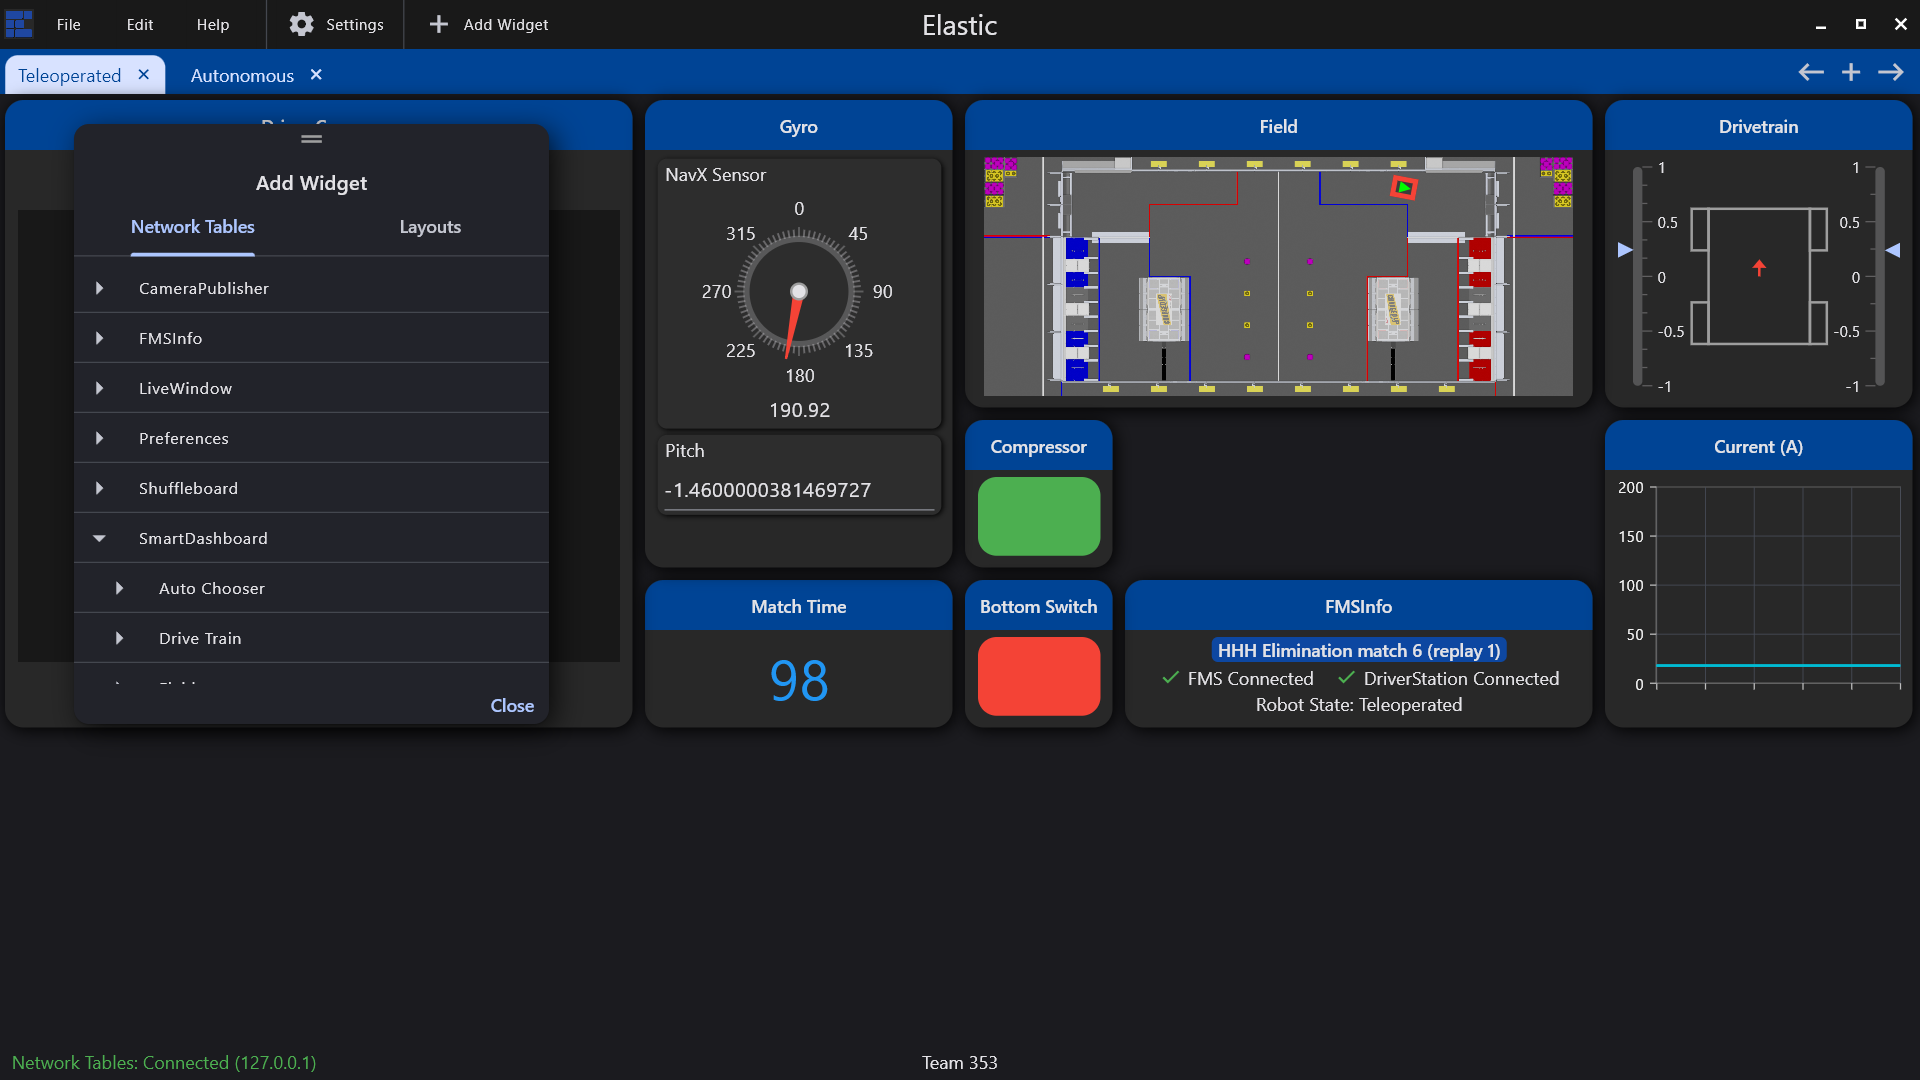 File Edit Help Settings Add Widget Elastic
Teleoperated Autonomous
Add Widget
Network Tables Layouts
CameraPublisher
FMSInfo
LiveWindow
Preferences
Shuffleboard
SmartDashboard
Auto Chooser
Drive Train
Close
Gyro
NavX Sensor
0
315 45
270 90
225 135
180
190.92
Pitch
-1.4600000381469727
Match Time
98
Field
Compressor
Bottom Switch
FMSInfo
HHH Elimination match 6 (replay 1)
FMS Connected DriverStation Connected
Robot State: Teleoperated
Drivetrain
1 1
0.5 0.5
0 0
-0.5 -0.5
-1 -1
Current (A)
200
150
100
50
0
Network Tables: Connected (127.0.0.1) Team 353